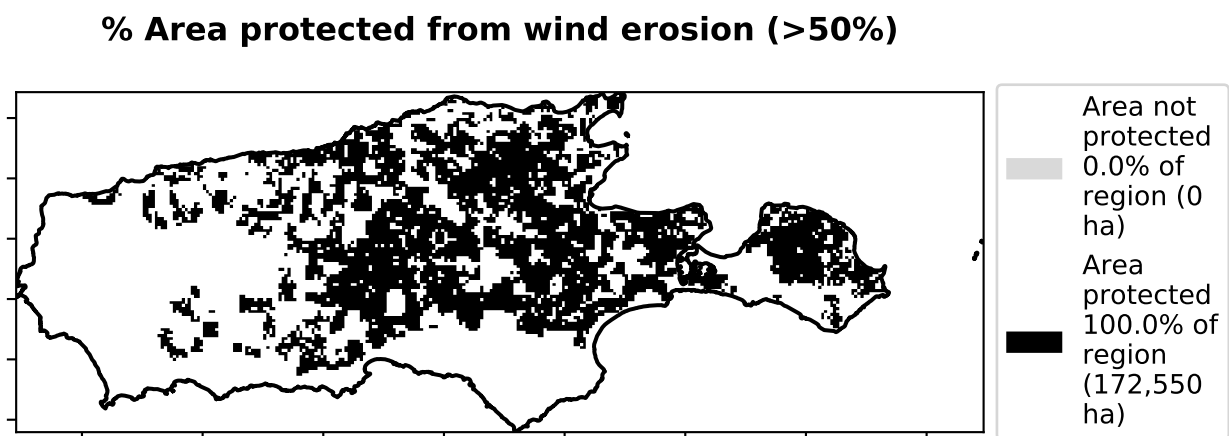 % Area protected from wind erosion (>50%)
Area not
protected
0.0% of
region (0
ha)
Area
protected
100.0% of
region
(172,550
ha)